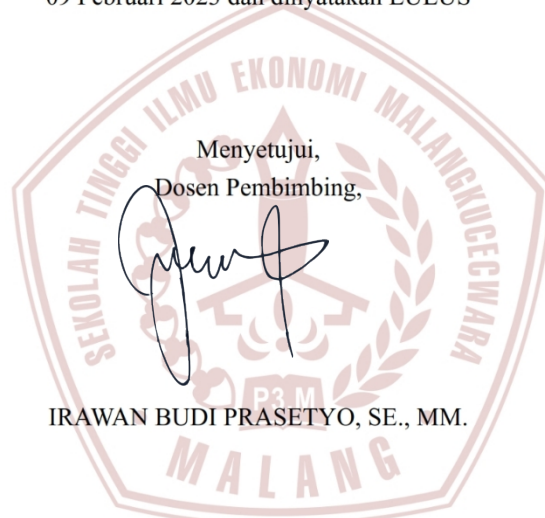 09 Februari 2023 dan dinyatakan LULUS
SEKOLAH TINGGI ILMU EKONOMI MALANGKUCECWARA
Menyetujui,
Dosen Pembimbing,
P3.M
IRAWAN BUDI PRASETYO, SE., MM.
MALANG